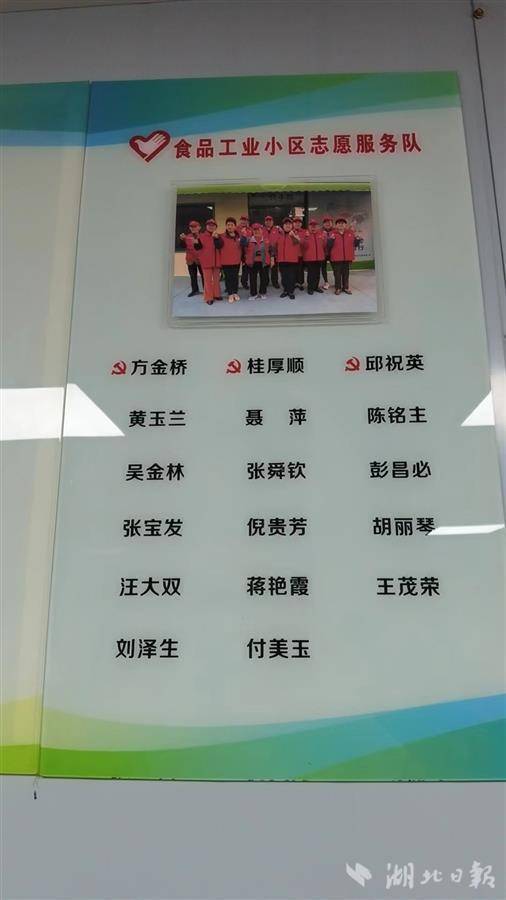 食品工业小区志愿服务队
方金桥 桂厚顺 邱祝英
黄玉兰 聂 萍 陈铭主
吴金林 张舜钦 彭昌必
张宝发 倪贵芳 胡丽琴
汪大双 蒋艳霞 王茂荣
刘泽生 付美玉
湖北日報